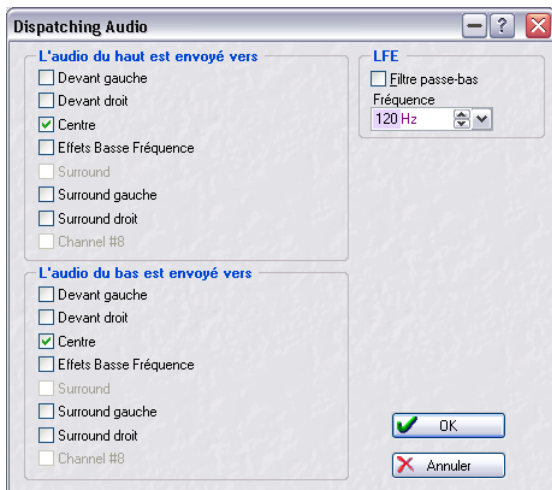 Dispatching Audio
L'audio du haut est envoyé vers
Devant gauche
Devant droit
Centre
Effets Basse Fréquence
Surround
Surround gauche
Surround droit
Channel #8
LFE
Filtre passe-bas
Fréquence
120 Hz
L'audio du bas est envoyé vers
Devant gauche
Devant droit
Centre
Effets Basse Fréquence
Surround
Surround gauche
Surround droit
Channel #8
OK
Annuler